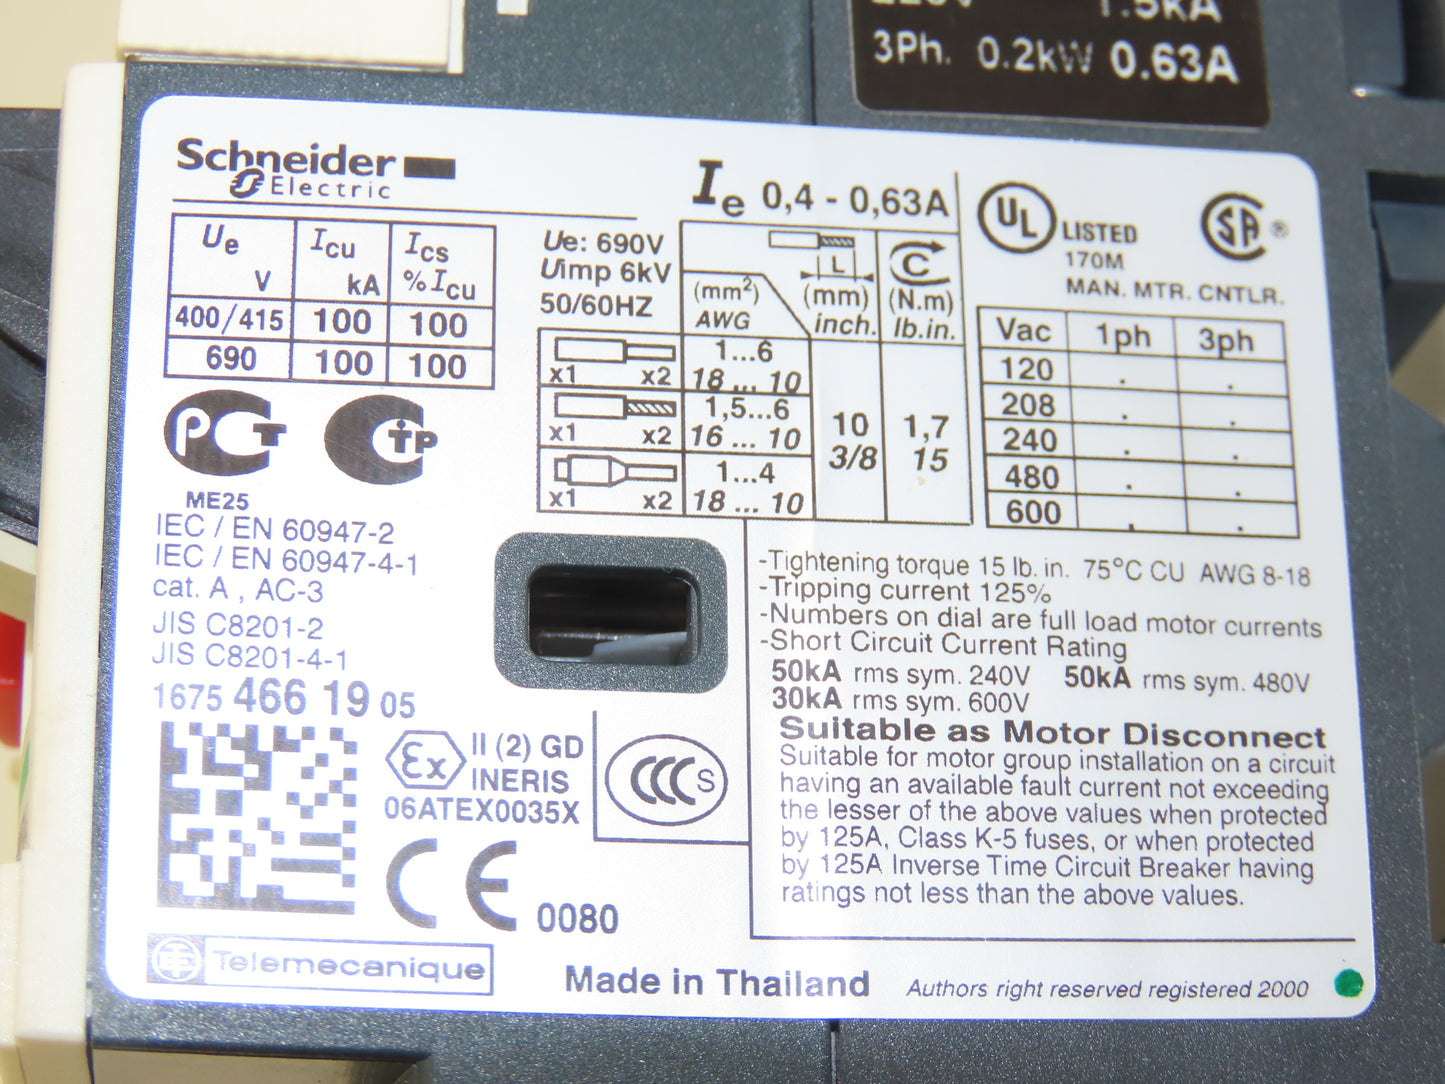 220V 1.5kA
3Ph. 0.2kW 0.63A
Schneider
Electric
Ie 0,4 - 0,63A
Ue Icu Ics
V kA % Icu
400/415 100 100
690 100 100
Ue: 690V
Uimp 6kV
50/60HZ
L C
(mm²) (mm) (N.m)
AWG inch. lb.in.
x1 x2 1...6
18 ... 10
x1 x2 1,5...6
16 ... 10
x1 x2 1...4
18 ... 10
10 1,7
3/8 15
UL LISTED
170M
MAN. MTR. CNTLR.
SA ®
Vac 1ph 3ph
120 . .
208 . .
240 . .
480 . .
600 . .
PCT CTP
ME25
IEC / EN 60947-2
IEC / EN 60947-4-1
cat. A , AC-3
JIS C8201-2
JIS C8201-4-1
1675 466 19 05
-Tightening torque 15 lb. in. 75°C CU AWG 8-18
-Tripping current 125%
-Numbers on dial are full load motor currents
-Short Circuit Current Rating
50kA rms sym. 240V 50kA rms sym. 480V
30kA rms sym. 600V
Suitable as Motor Disconnect
Suitable for motor group installation on a circuit
having an available fault current not exceeding
the lesser of the above values when protected
by 125A, Class K-5 fuses, or when protected
by 125A Inverse Time Circuit Breaker having
ratings not less than the above values.
Ex II (2) GD
INERIS
06ATEX0035X
CCC S
CE 0080
TE Telemecanique
Made in Thailand
Authors right reserved registered 2000